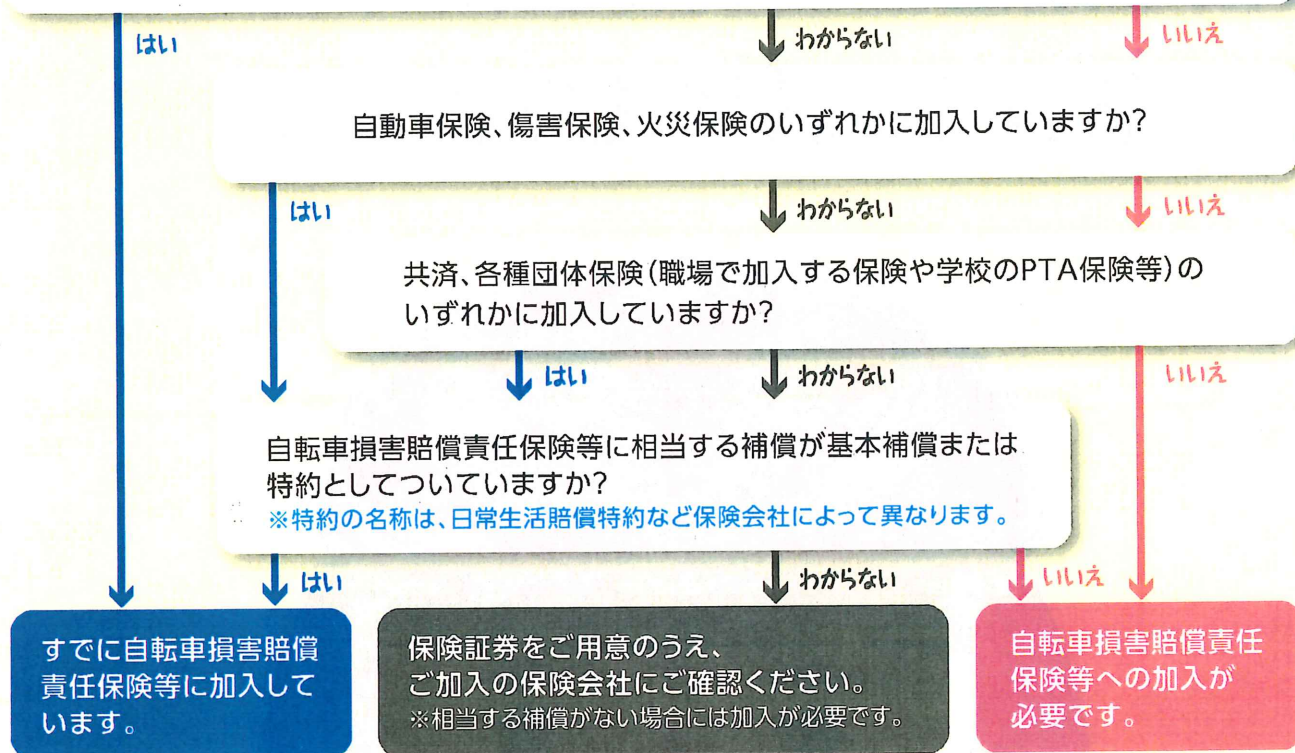 はい
わからない
いいえ
自動車保険、傷害保険、火災保険のいずれかに加入していますか?
はい
わからない
いいえ
共済、各種団体保険(職場で加入する保険や学校のPTA保険等)の
いずれかに加入していますか?
はい
わからない
いいえ
自転車損害賠償責任保険等に相当する補償が基本補償または
特約としてついていますか?
※特約の名称は、日常生活賠償特約など保険会社によって異なります。
はい
わからない
いいえ
すでに自転車損害賠償
責任保険等に加入して
います。
保険証券をご用意のうえ、
ご加入の保険会社にご確認ください。
※相当する補償がない場合には加入が必要です。
自転車損害賠償責任
保険等への加入が
必要です。